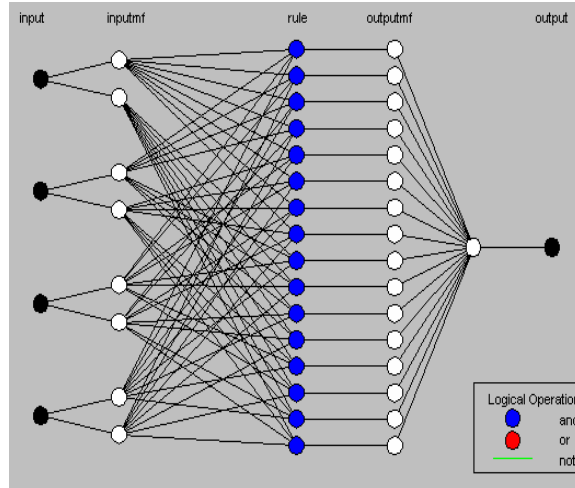 input inputmf rule outputmf output
Logical Operation
and
or
not